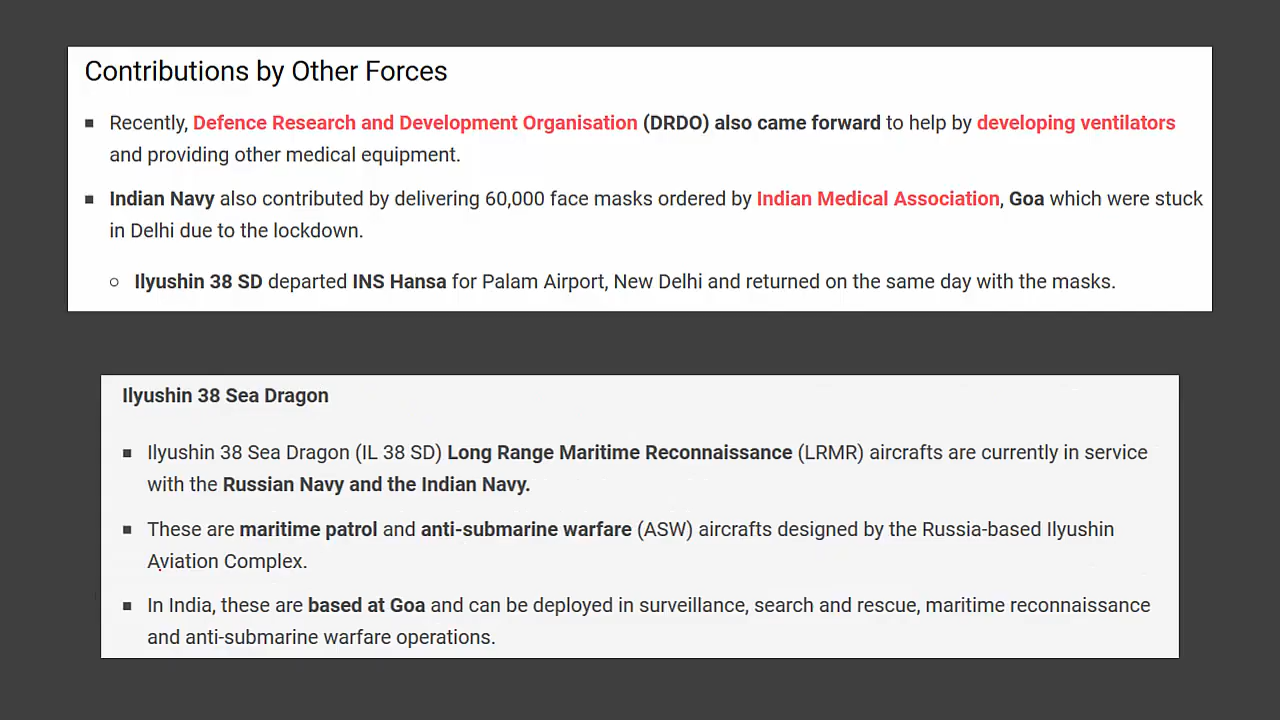 Contributions by Other Forces
▪ Recently, Defence Research and Development Organisation (DRDO) also came forward to help by developing ventilators
and providing other medical equipment.
▪ Indian Navy also contributed by delivering 60,000 face masks ordered by Indian Medical Association, Goa which were stuck
in Delhi due to the lockdown.
○ Ilyushin 38 SD departed INS Hansa for Palam Airport, New Delhi and returned on the same day with the masks.
Ilyushin 38 Sea Dragon
▪ Ilyushin 38 Sea Dragon (IL 38 SD) Long Range Maritime Reconnaissance (LRMR) aircrafts are currently in service
with the Russian Navy and the Indian Navy.
▪ These are maritime patrol and anti-submarine warfare (ASW) aircrafts designed by the Russia-based Ilyushin
Aviation Complex.
▪ In India, these are based at Goa and can be deployed in surveillance, search and rescue, maritime reconnaissance
and anti-submarine warfare operations.